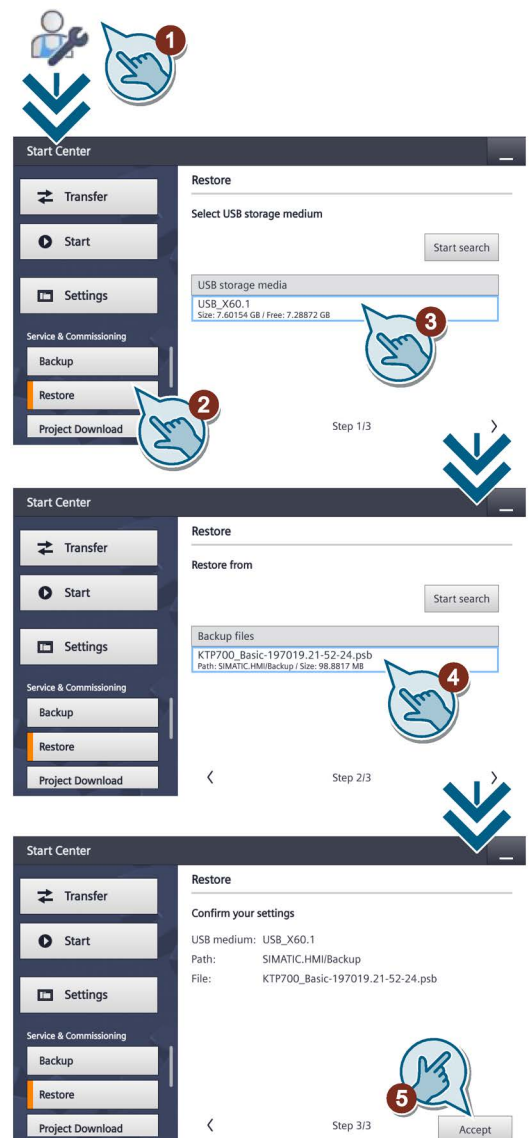 1
Start Center
Transfer
Start
Settings
Service & Commissioning
Backup
Restore
Project Download
Restore
Select USB storage medium
Start search
USB storage media
USB_X60.1
Size: 7.60154 GB / Free: 7.28872 GB
3
2
Step 1/3
Start Center
Transfer
Start
Settings
Service & Commissioning
Backup
Restore
Project Download
Restore
Restore from
Start search
Backup files
KTP700_Basic-197019.21-52-24.psb
Path: SIMATIC.HMI/Backup / Size: 98.8817 MB
4
Step 2/3
Start Center
Transfer
Start
Settings
Service & Commissioning
Backup
Restore
Project Download
Restore
Confirm your settings
USB medium: USB_X60.1
Path: SIMATIC.HMI/Backup
File: KTP700_Basic-197019.21-52-24.psb
5
Step 3/3
Accept